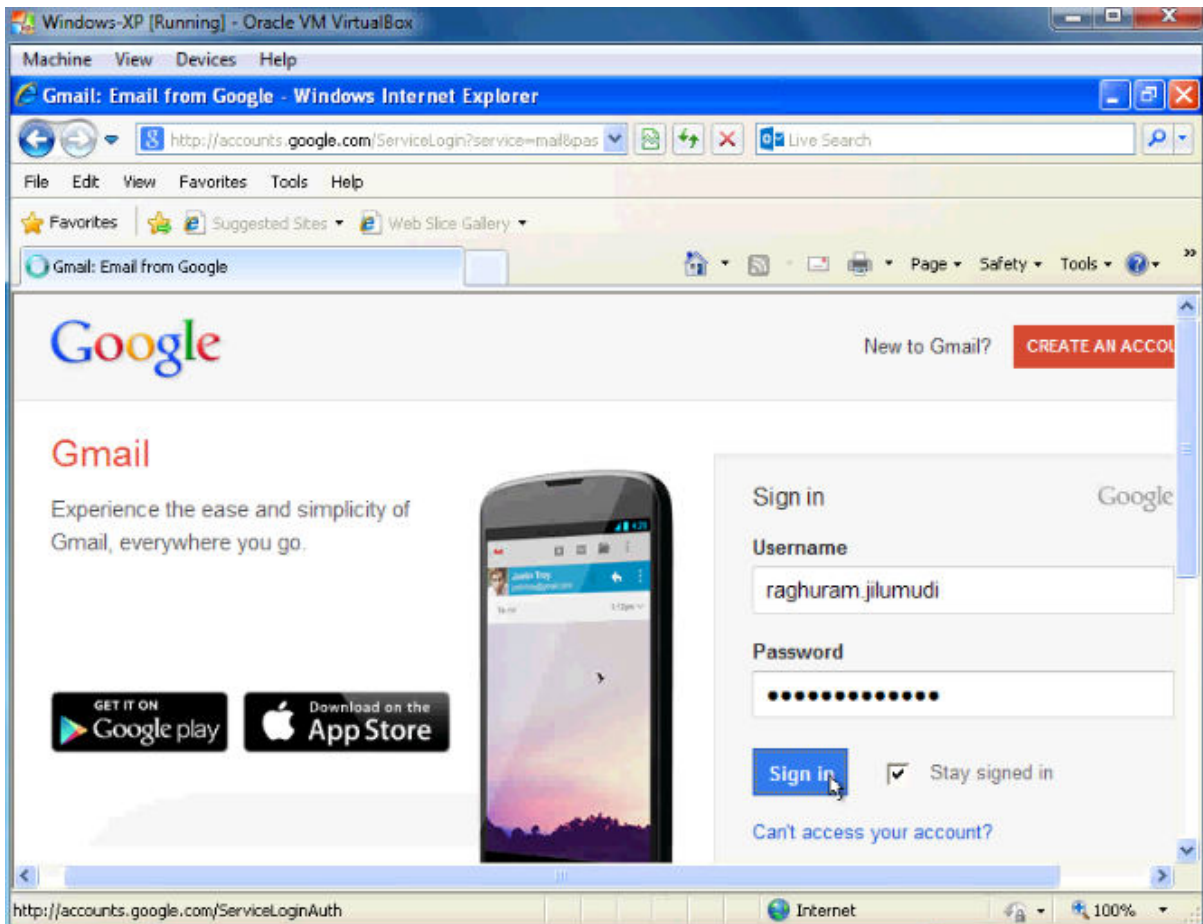 Windows-XP [Running] - Oracle VM VirtualBox
Machine View Devices Help
Gmail: Email from Google - Windows Internet Explorer
http://accounts.google.com/ServiceLogin?service=mail&pas
Live Search
File Edit View Favorites Tools Help
Favorites Suggested Sites Web Slice Gallery
Gmail: Email from Google
Page Safety Tools
Google
New to Gmail? CREATE AN ACCOU
Gmail
Experience the ease and simplicity of
Gmail, everywhere you go.
GET IT ON
Google play
Download on the
App Store
Sign in Google
Username
raghuram.jilumudi
Password
•••••••••••••
Sign in Stay signed in
Can't access your account?
http://accounts.google.com/ServiceLoginAuth
Internet
100%